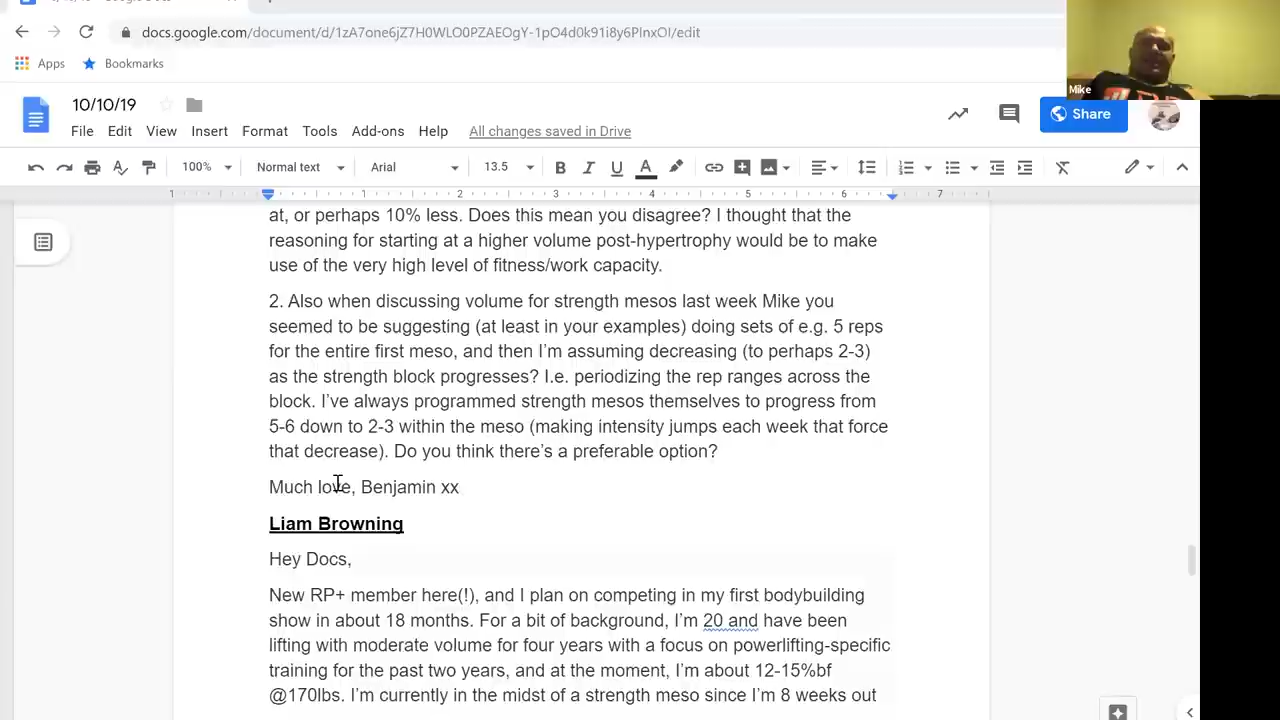 docs.google.com/document/d/1zA7one6jZ7H0WLO0PZAEOgY-1pO4d0k91i8y6PInxOI/edit
Apps
Bookmarks
Mike
10/10/19
File Edit View Insert Format Tools Add-ons Help All changes saved in Drive
Share
100% Normal text Arial 13.5 B I U A
1 1 2 3 4 5 6 7
at, or perhaps 10% less. Does this mean you disagree? I thought that the
reasoning for starting at a higher volume post-hypertrophy would be to make
use of the very high level of fitness/work capacity.
2. Also when discussing volume for strength mesos last week Mike you
seemed to be suggesting (at least in your examples) doing sets of e.g. 5 reps
for the entire first meso, and then I'm assuming decreasing (to perhaps 2-3)
as the strength block progresses? I.e. periodizing the rep ranges across the
block. I've always programmed strength mesos themselves to progress from
5-6 down to 2-3 within the meso (making intensity jumps each week that force
that decrease). Do you think there's a preferable option?
Much love, Benjamin xx
Liam Browning
Hey Docs,
New RP+ member here(!), and I plan on competing in my first bodybuilding
show in about 18 months. For a bit of background, I'm 20 and have been
lifting with moderate volume for four years with a focus on powerlifting-specific
training for the past two years, and at the moment, I'm about 12-15%bf
@170lbs. I'm currently in the midst of a strength meso since I'm 8 weeks out